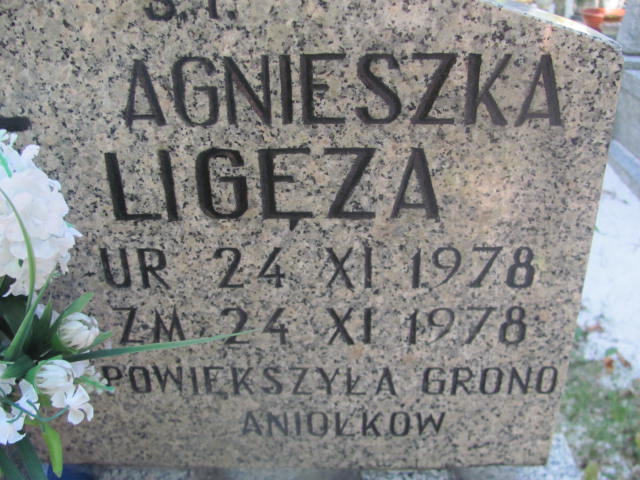 Ś.P.
AGNIESZKA
LIGĘZA
UR 24 XI 1978
ZM. 24 XI 1978
POWIĘKSZYŁA GRONO
ANIOŁKÓW